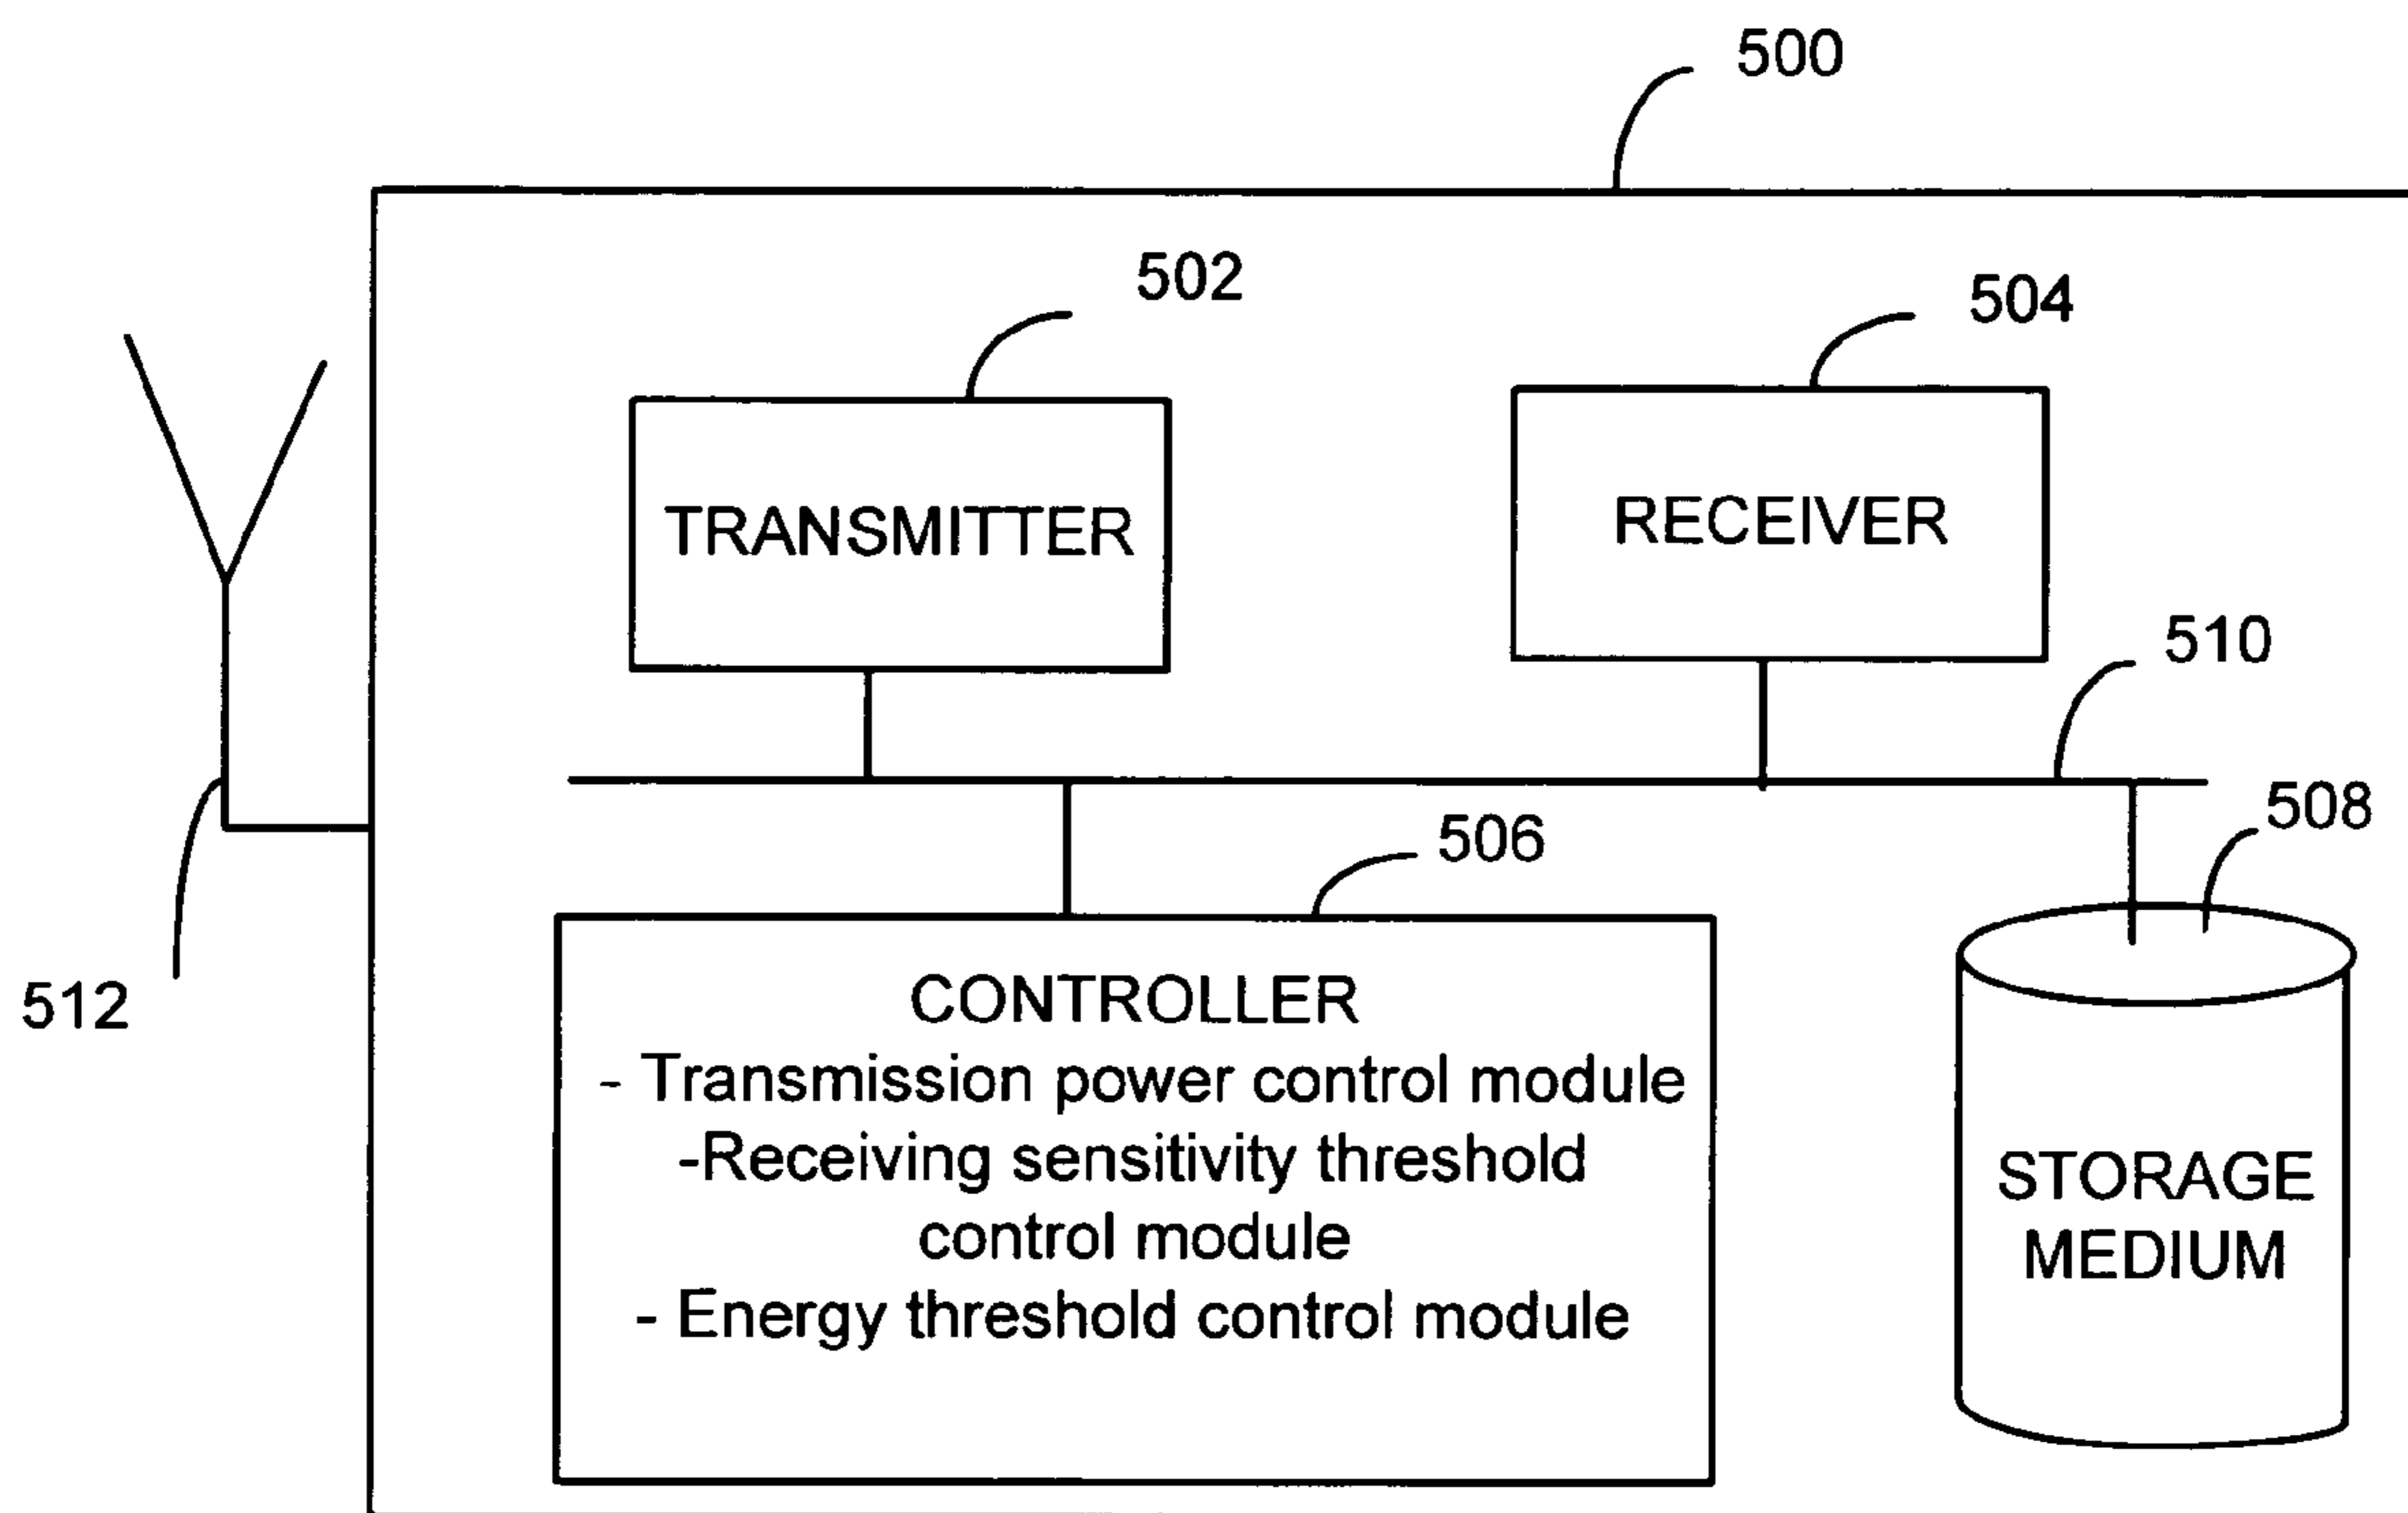 500
502
504
TRANSMITTER
RECEIVER
510
508
506
CONTROLLER
- Transmission power control module
-Receiving sensitivity threshold
control module
- Energy threshold control module
512
STORAGE
MEDIUM